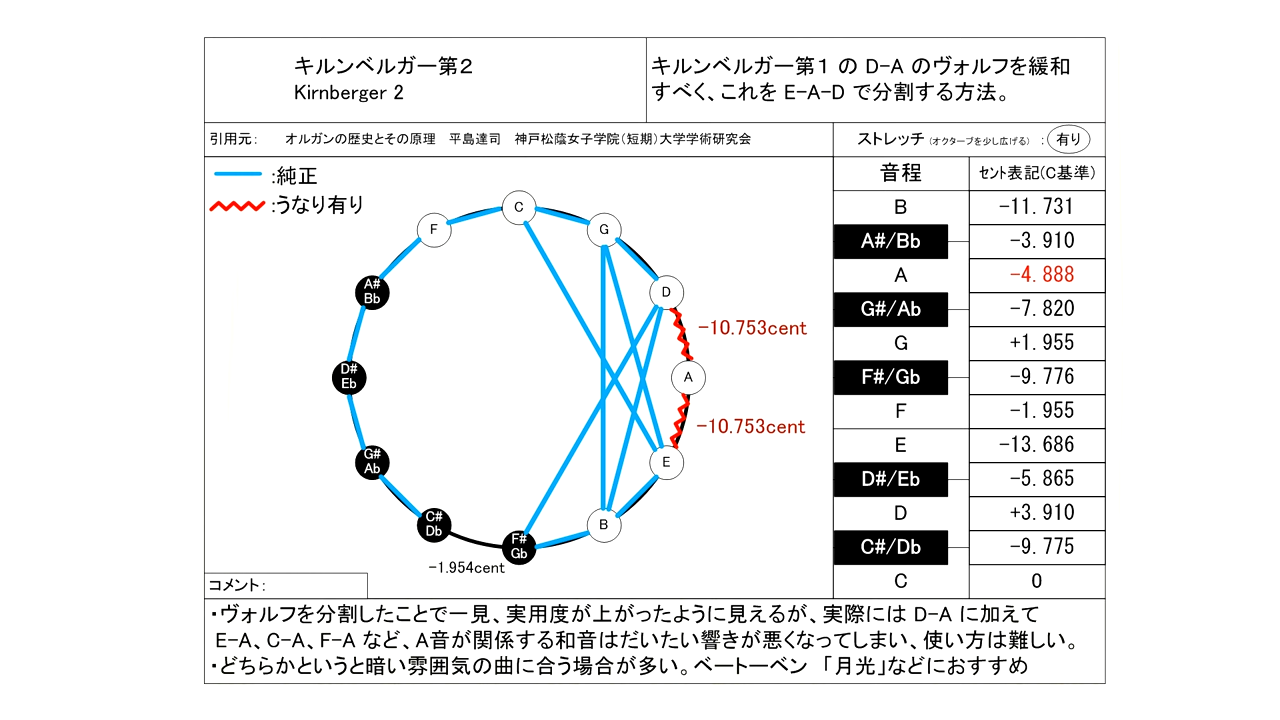 キルンベルガー第２
Kirnberger 2
キルンベルガー第１ の D-A のヴォルフを緩和
すべく、これを E-A-D で分割する方法。
引用元： オルガンの歴史とその原理 平島達司 神戸松蔭女子学院（短期）大学学術研究会
ストレッチ （オクターブを少し広げる） ： 有り
:純正
:うなり有り
音程 ｾﾝﾄ表記(C基準)
B -11.731
A#/Bb -3.910
A -4.888
G#/Ab -7.820
G +1.955
F#/Gb -9.776
F -1.955
E -13.686
D#/Eb -5.865
D +3.910
C#/Db -9.775
C 0
C
G
D
A
E
B
F#
Gb
C#
Db
G#
Ab
D#
Eb
A#
Bb
F
-10.753cent
-10.753cent
-1.954cent
コメント：
・ヴォルフを分割したことで一見、実用度が上がったように見えるが、実際には D-A に加えて
E-A、C-A、F-A など、A音が関係する和音はだいたい響きが悪くなってしまい、使い方は難しい。
・どちらかというと暗い雰囲気の曲に合う場合が多い。ベートーベン 「月光」などにおすすめ